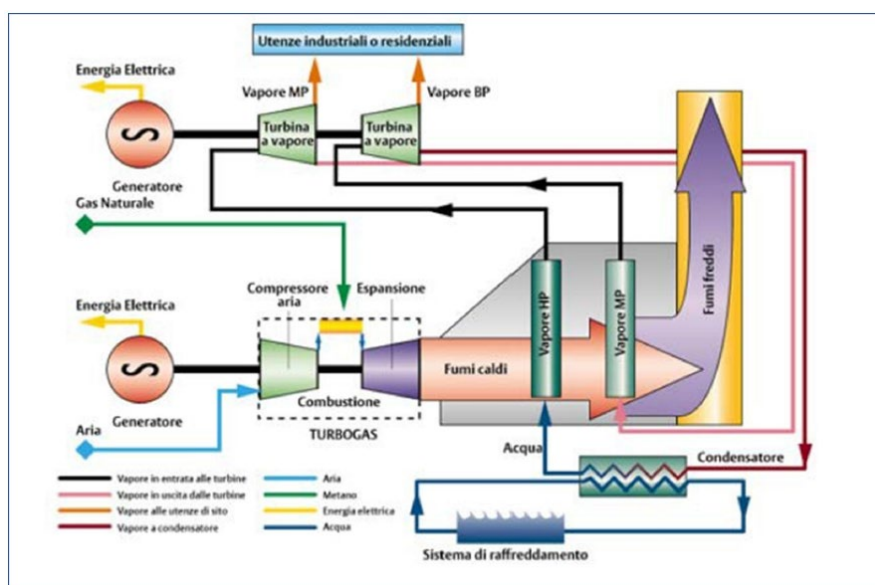 Utenze industriali o residenziali
Energia Elettrica
Vapore MP
Vapore BP
Turbina
a vapore
Turbina
a vapore
Generatore
Gas Naturale
Compressore
aria
Espansione
Energia Elettrica
Fumi freddi
Vapore HP
Vapore MP
Fumi caldi
Combustione
Generatore
TURBOGAS
Aria
Acqua
Condensatore
Vapore in entrata alle turbine
Vapore in uscita dalle turbine
Vapore alle utenze di sito
Vapore a condensatore
Aria
Metano
Energia elettrica
Acqua
Sistema di raffreddamento